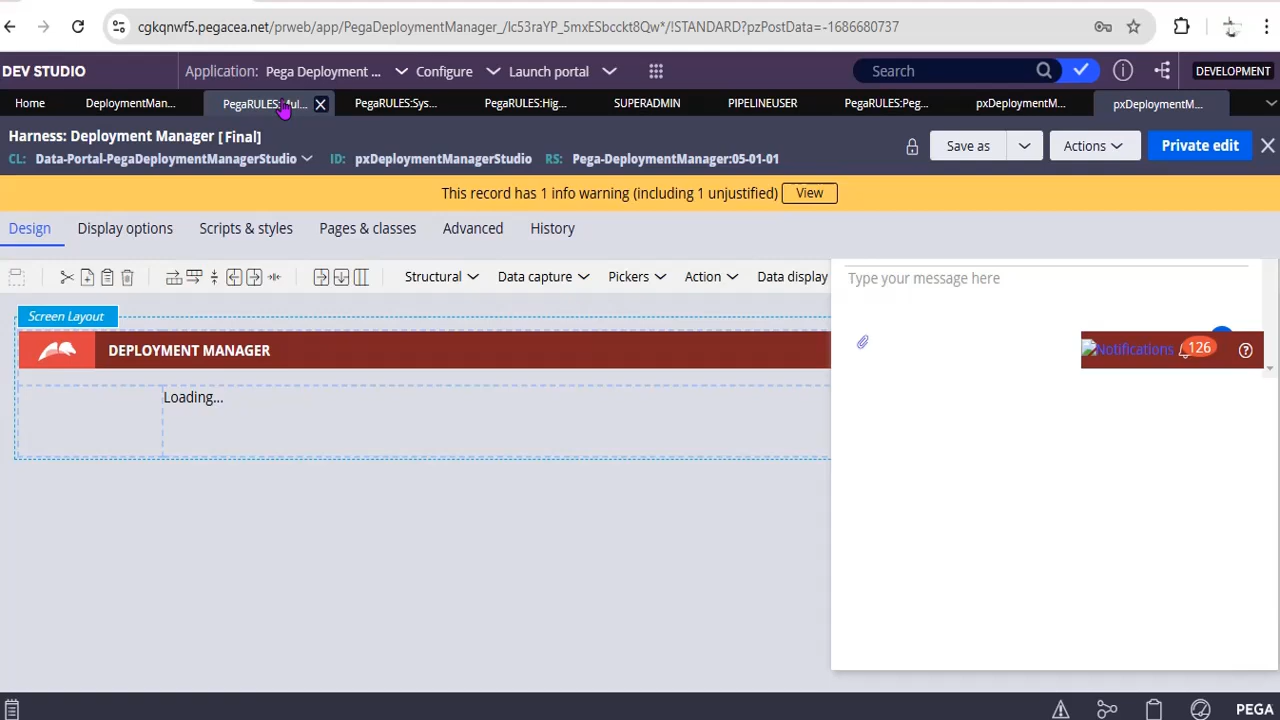 cgkqnwf5.pegacea.net/prweb/app/PegaDeploymentManager_/lc53raYP_5mxESbcckt8Qw*/!STANDARD?pzPostData=-1686680737
DEV STUDIO Application: Pega Deployment ... Configure Launch portal Search DEVELOPMENT
Home DeploymentMan... PegaRULES:Mul... PegaRULES:Sys... PegaRULES:Hig... SUPERADMIN PIPELINEUSER PegaRULES:Peg... pxDeploymentM... pxDeploymentM...
Harness: Deployment Manager [Final]
CL: Data-Portal-PegaDeploymentManagerStudio ID: pxDeploymentManagerStudio RS: Pega-DeploymentManager:05-01-01
Save as Actions Private edit
This record has 1 info warning (including 1 unjustified) View
Design Display options Scripts & styles Pages & classes Advanced History
Structural Data capture Pickers Action Data display
Type your message here
Screen Layout
DEPLOYMENT MANAGER
Notifications 126
Loading...
PEGA